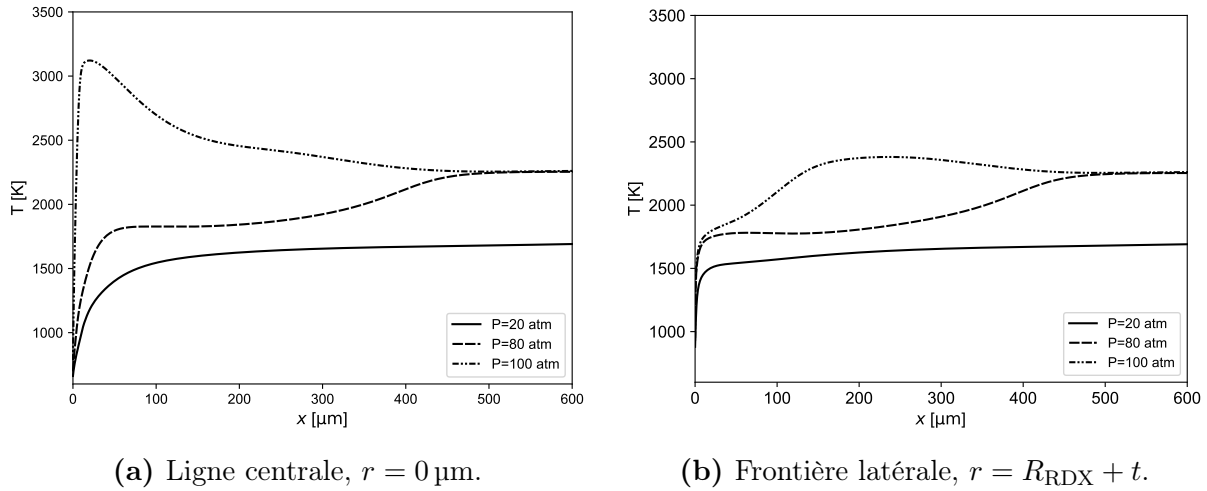 3500
3000
2500
2000
1500
1000
T [K]
0
100
200
300
400
500
600
x [µm]
P=20 atm
P=80 atm
P=100 atm
(a) Ligne centrale, r = 0 µm.
3500
3000
2500
2000
1500
1000
T [K]
0
100
200
300
400
500
600
x [µm]
P=20 atm
P=80 atm
P=100 atm
(b) Frontière latérale, r = R_RDX + t.